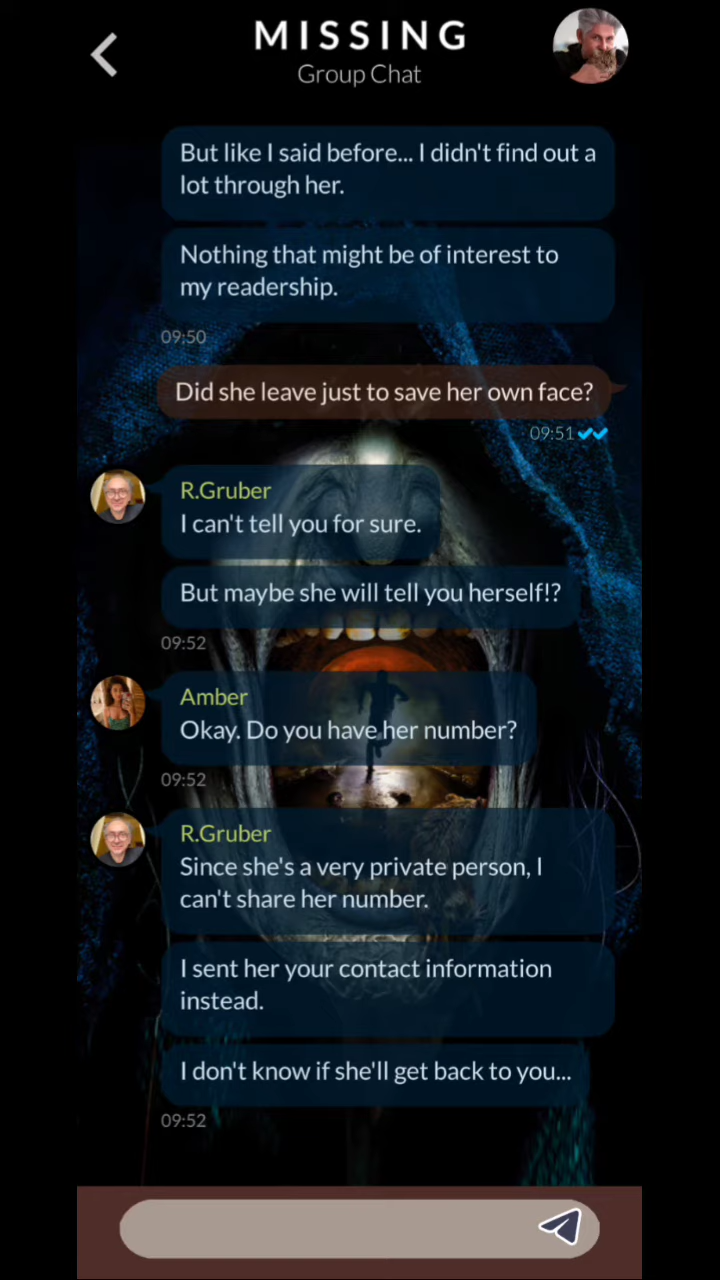 MISSING
Group Chat
But like I said before... I didn't find out a
lot through her.
Nothing that might be of interest to
my readership.
09:50
Did she leave just to save her own face?
09:51
R.Gruber
I can't tell you for sure.
But maybe she will tell you herself!?
09:52
Amber
Okay. Do you have her number?
09:52
R.Gruber
Since she's a very private person, I
can't share her number.
I sent her your contact information
instead.
I don't know if she'll get back to you...
09:52